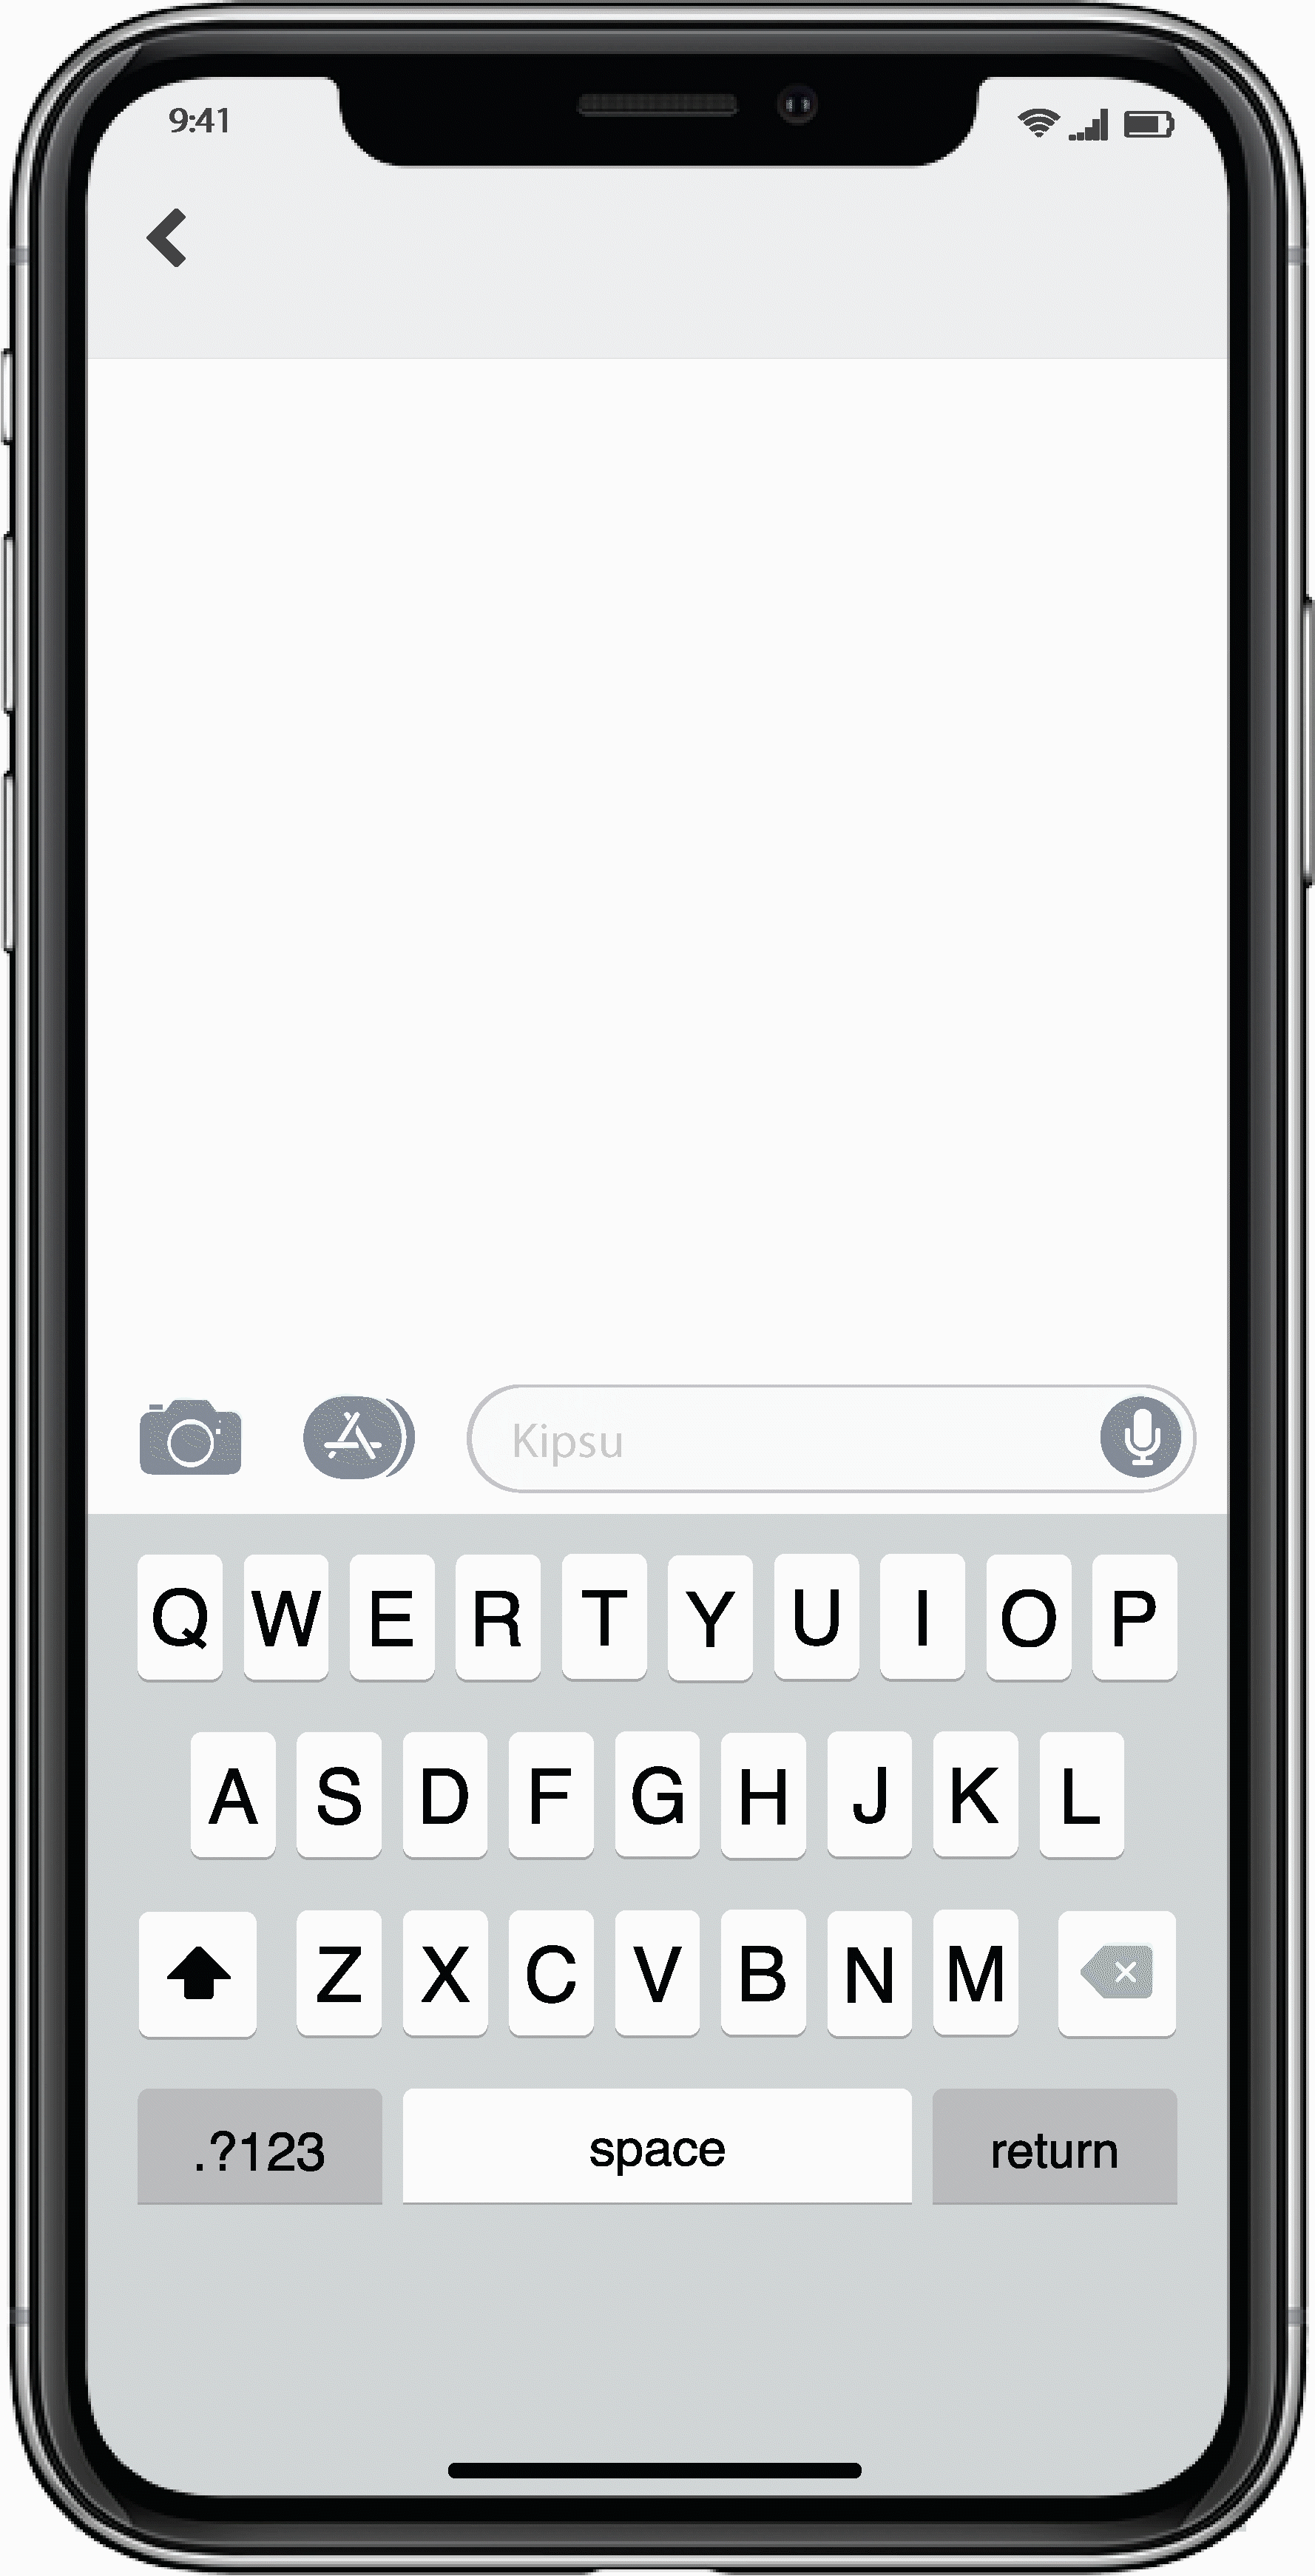 9:41
Kipsu
Q W E R T Y U I O P
A S D F G H J K L
Z X C V B N M
.?123 space return